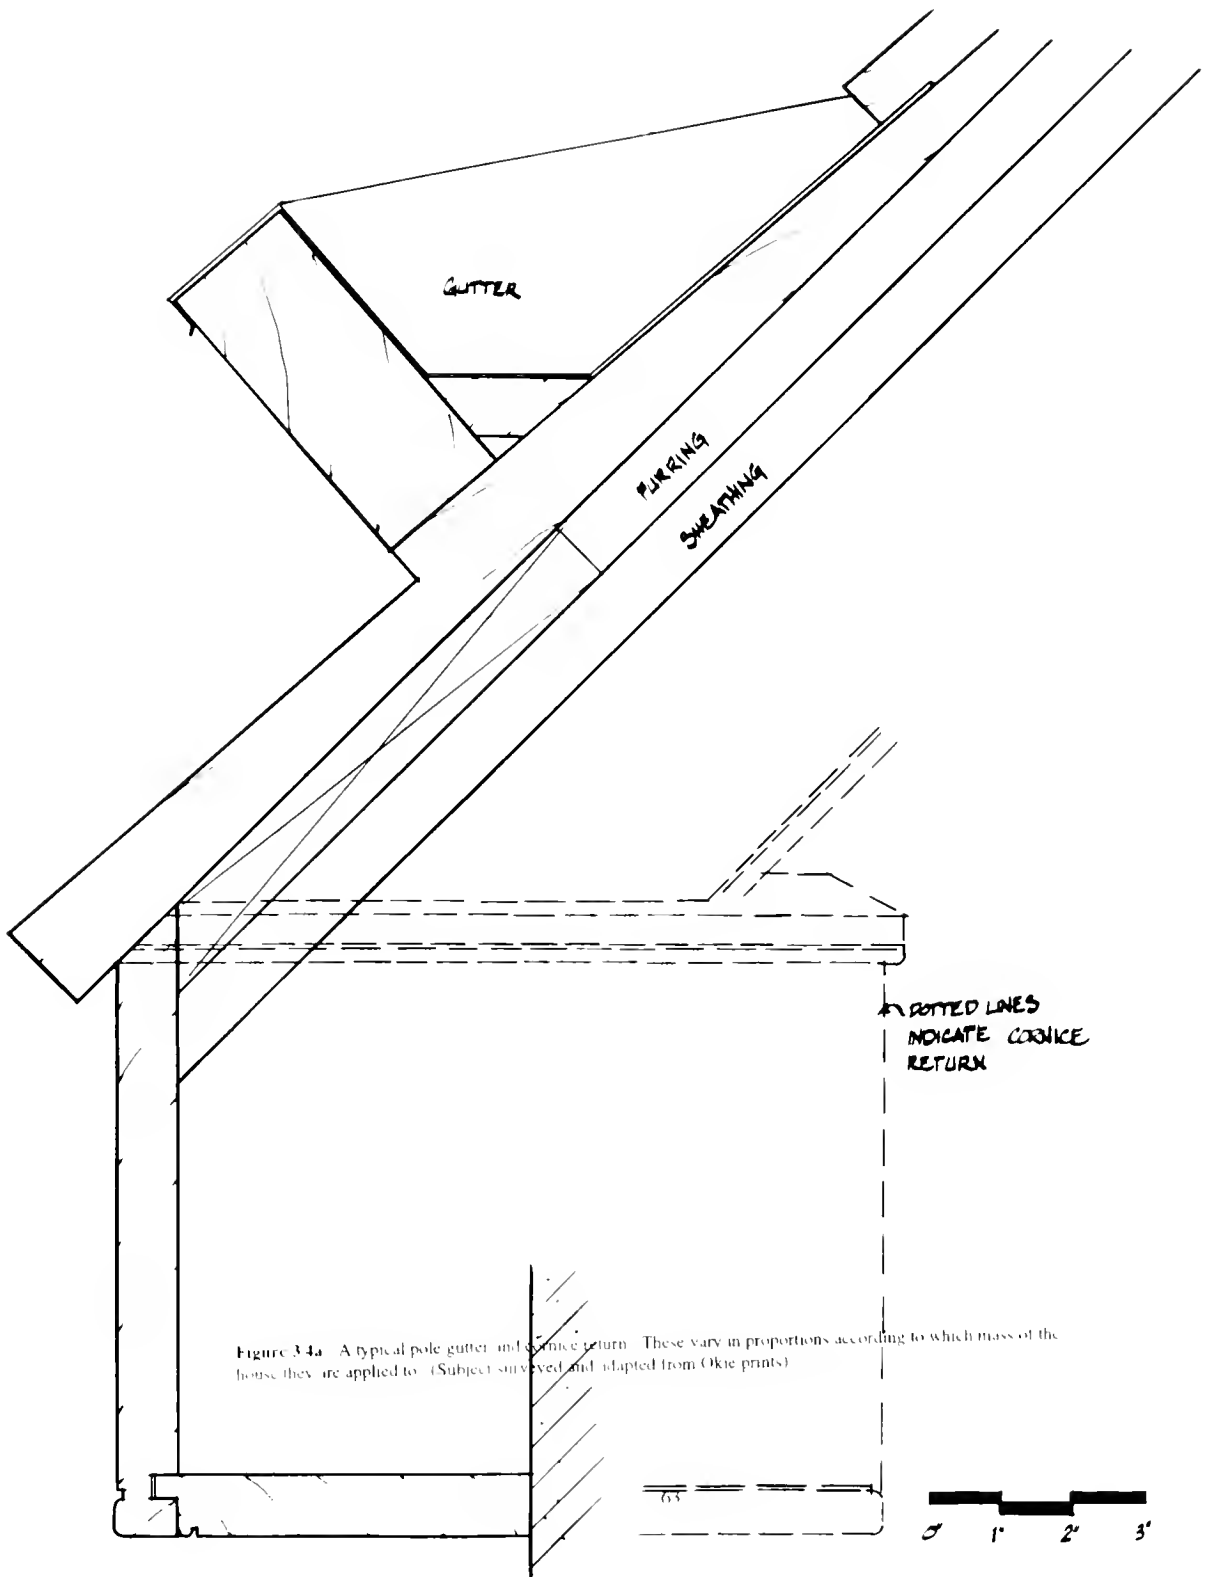 GUTTER
FURRING
SHEATHING
DOTTED LINES
INDICATE CORNICE
RETURN
Figure 3.4a A typical pole gutter and cornice return. These vary in proportions according to which mass of the
house they are applied to. (Subject surveyed and adapted from Okie prints)
63
0" 1" 2" 3"